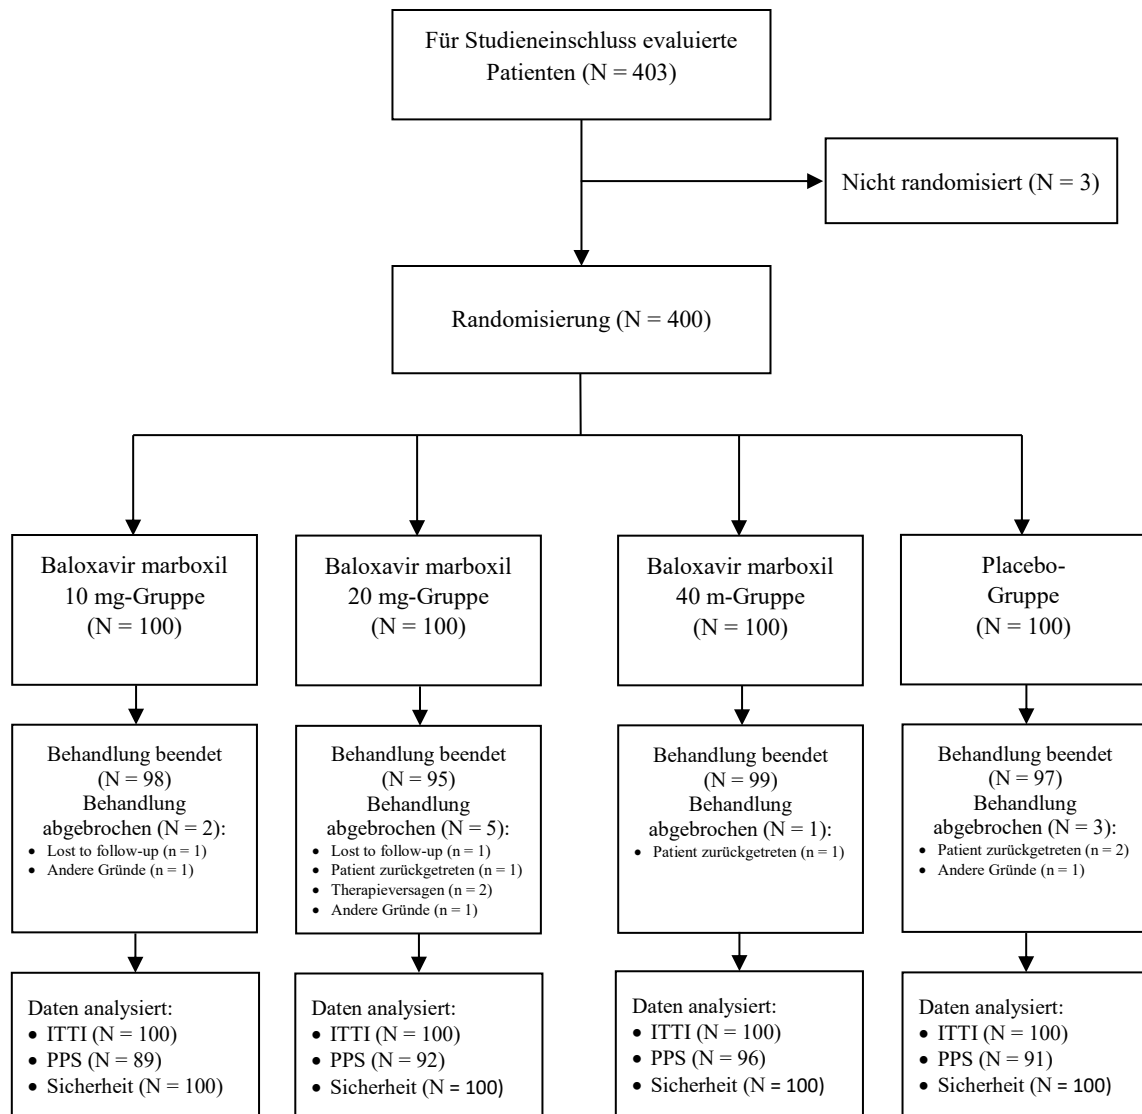 Für Studieneinschluss evaluierte
Patienten (N = 403)
Nicht randomisiert (N = 3)
Randomisierung (N = 400)
Baloxavir marboxil
10 mg-Gruppe
(N = 100)
Baloxavir marboxil
20 mg-Gruppe
(N = 100)
Baloxavir marboxil
40 m-Gruppe
(N = 100)
Placebo-
Gruppe
(N = 100)
Behandlung beendet
(N = 98)
Behandlung
abgebrochen (N = 2):
• Lost to follow-up (n = 1)
• Andere Gründe (n = 1)
Behandlung beendet
(N = 95)
Behandlung
abgebrochen (N = 5):
• Lost to follow-up (n = 1)
• Patient zurückgetreten (n = 1)
• Therapieversagen (n = 2)
• Andere Gründe (n = 1)
Behandlung beendet
(N = 99)
Behandlung
abgebrochen (N = 1):
• Patient zurückgetreten (n = 1)
Behandlung beendet
(N = 97)
Behandlung
abgebrochen (N = 3):
• Patient zurückgetreten (n = 2)
• Andere Gründe (n = 1)
Daten analysiert:
• ITTI (N = 100)
• PPS (N = 89)
• Sicherheit (N = 100)
Daten analysiert:
• ITTI (N = 100)
• PPS (N = 92)
• Sicherheit (N = 100)
Daten analysiert:
• ITTI (N = 100)
• PPS (N = 96)
• Sicherheit (N = 100)
Daten analysiert:
• ITTI (N = 100)
• PPS (N = 91)
• Sicherheit (N = 100)